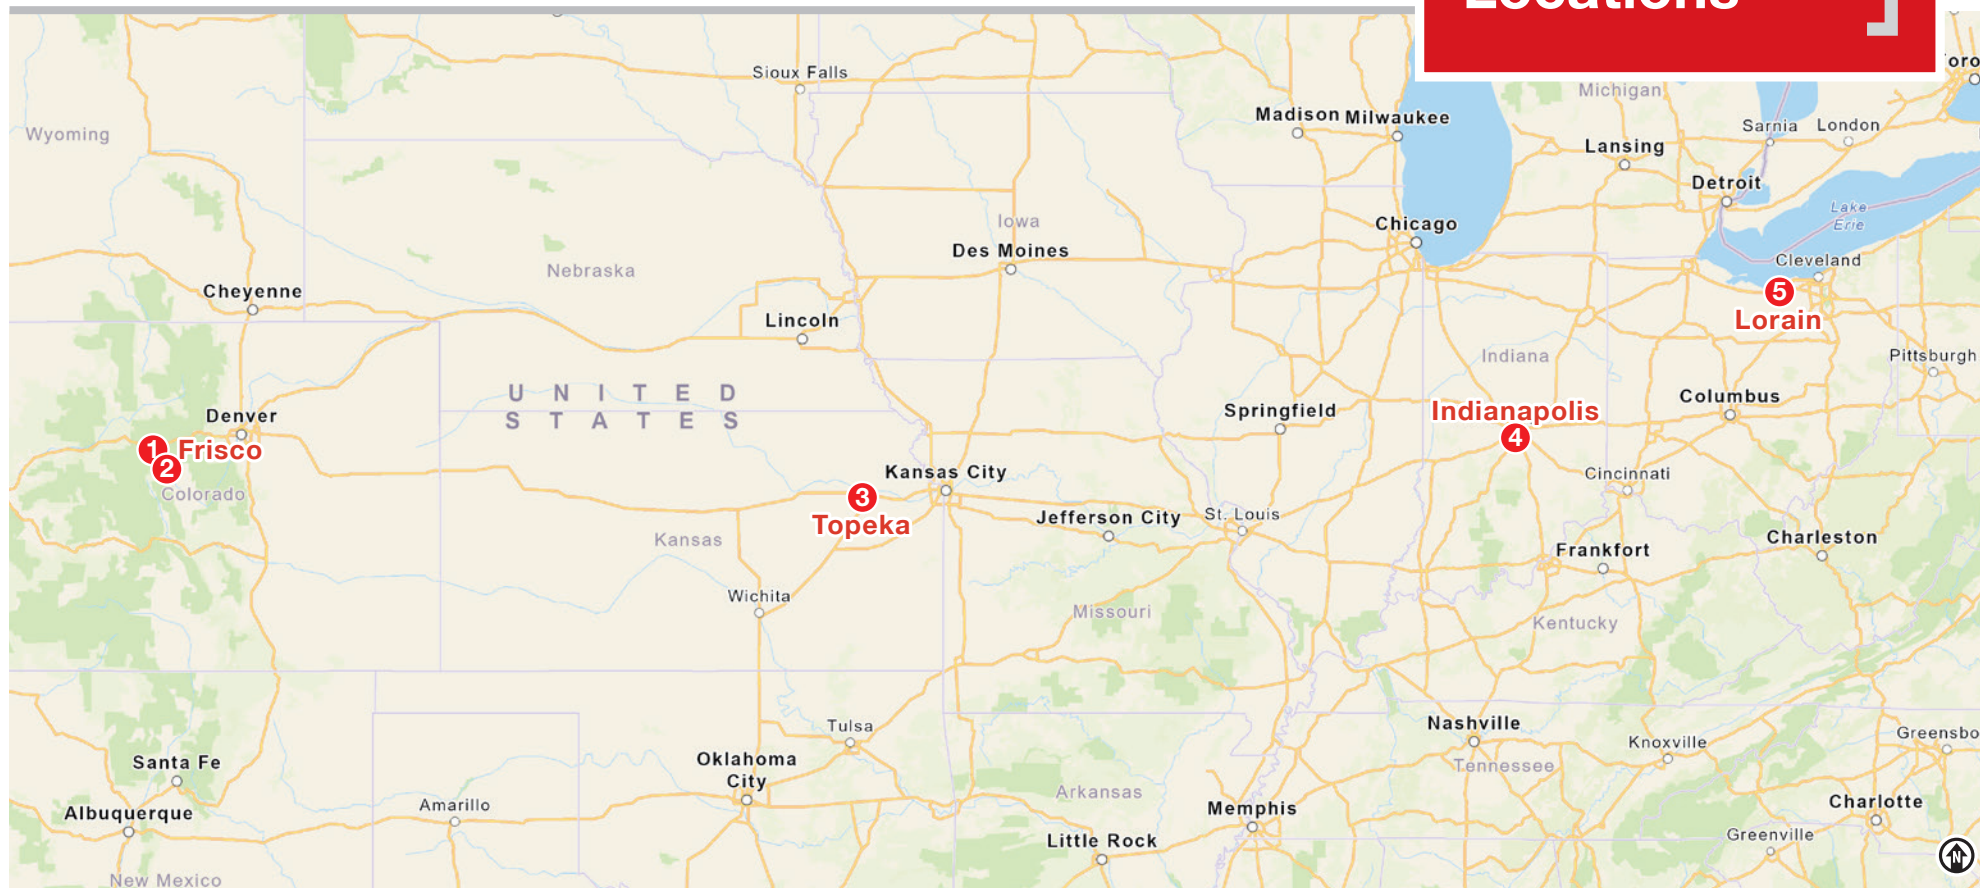 Locations
Sioux Falls
Michigan
Wyoming
Madison
Milwaukee
Sarnia
London
Lansing
Detroit
Iowa
Chicago
Lake
Erie
Des Moines
Cleveland
Nebraska
Cheyenne
5
Lorain
Lincoln
Indiana
Pittsburgh
UNITED
STATES
Columbus
Denver
Springfield
Indianapolis
4
1
Frisco
2
Colorado
Kansas City
Cincinnati
3
Topeka
Jefferson City
St. Louis
Kansas
Charleston
Frankfort
Wichita
Missouri
Kentucky
Nashville
Tulsa
Knoxville
Oklahoma
City
Santa Fe
Tennessee
Arkansas
Amarillo
Albuquerque
Memphis
Charlotte
Little Rock
Greenville
N
New Mexico